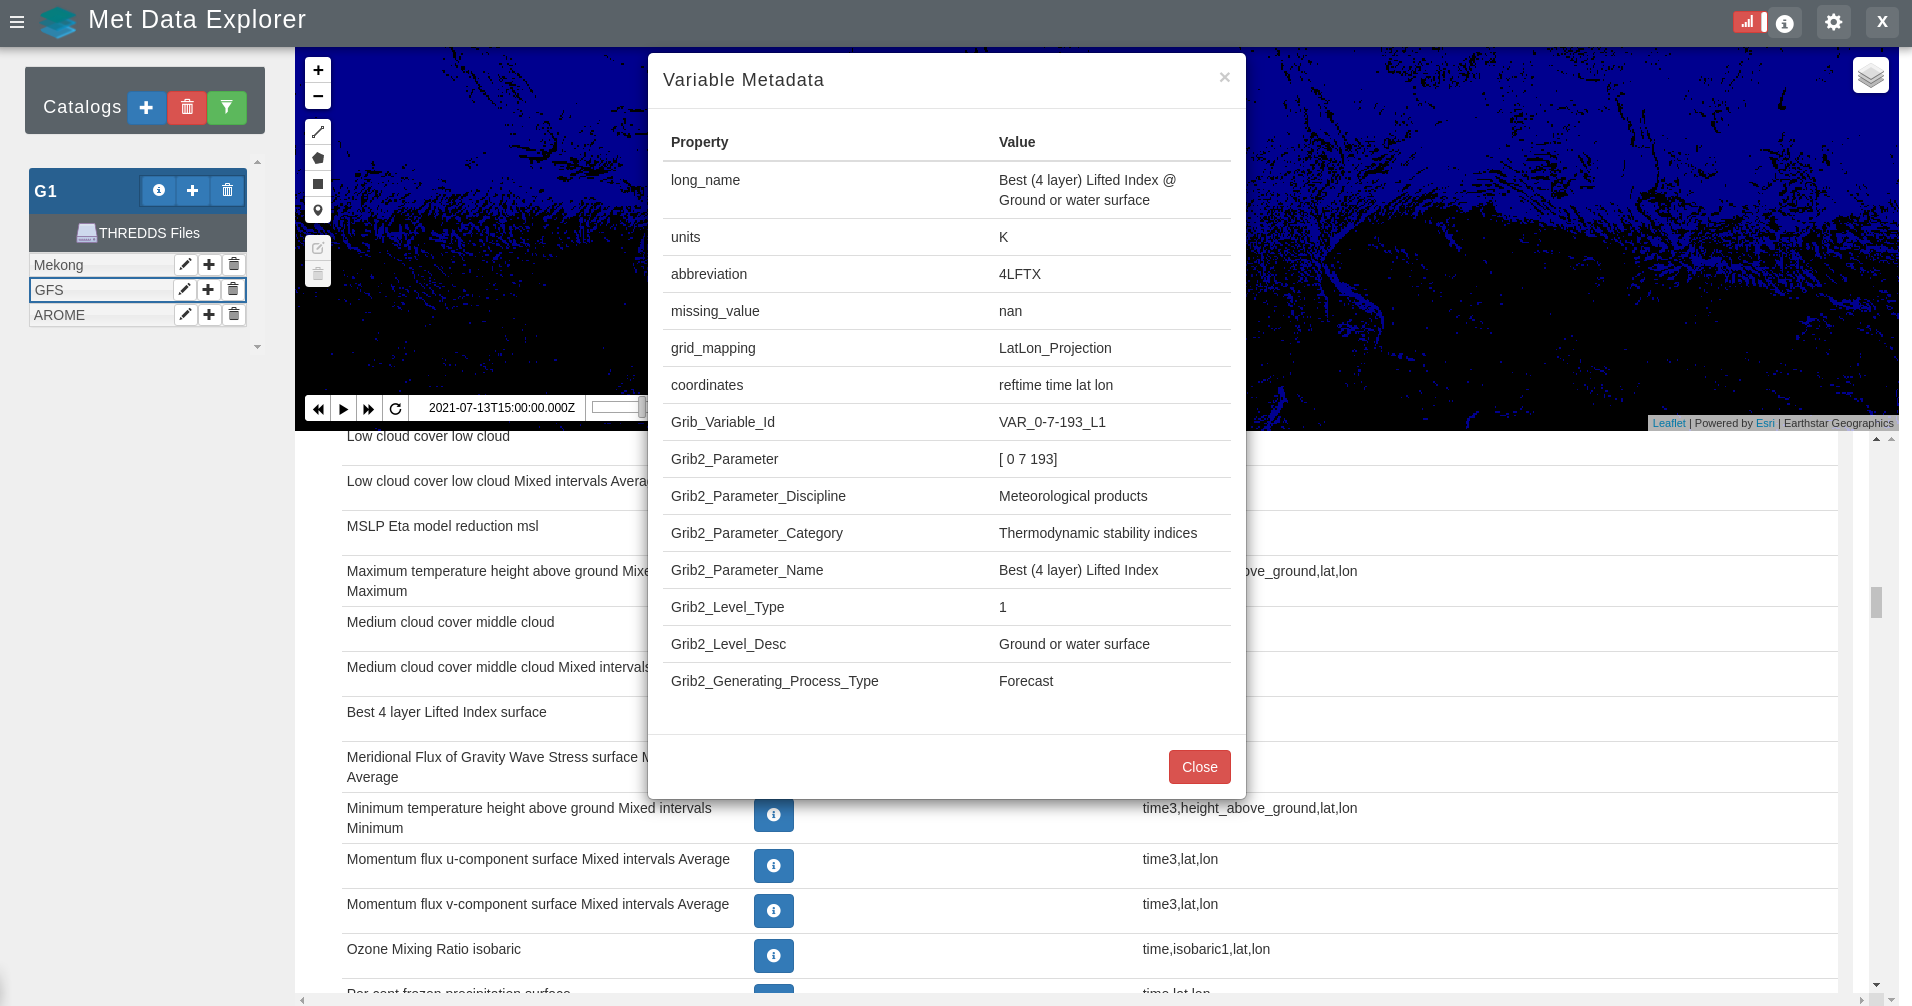 Met Data Explorer
X
Catalogs
G1
THREDDS Files
Mekong
GFS
AROME
+
−
2021-07-13T15:00:00.000Z
Leaflet | Powered by Esri | Earthstar Geographics
Variable Metadata
×
Property Value
long_name Best (4 layer) Lifted Index @
Ground or water surface
units K
abbreviation 4LFTX
missing_value nan
grid_mapping LatLon_Projection
coordinates reftime time lat lon
Grib_Variable_Id VAR_0-7-193_L1
Grib2_Parameter [ 0 7 193]
Grib2_Parameter_Discipline Meteorological products
Grib2_Parameter_Category Thermodynamic stability indices
Grib2_Parameter_Name Best (4 layer) Lifted Index
Grib2_Level_Type 1
Grib2_Level_Desc Ground or water surface
Grib2_Generating_Process_Type Forecast
Close
Low cloud cover low cloud
Low cloud cover low cloud Mixed intervals
MSLP Eta model reduction msl
Maximum temperature height above ground
Maximum
ove_ground,lat,lon
Medium cloud cover middle cloud
Medium cloud cover middle cloud Mixed intervals
Best 4 layer Lifted Index surface
Meridional Flux of Gravity Wave Stress surface
Average
Minimum temperature height above ground Mixed intervals
Minimum
time3,height_above_ground,lat,lon
Momentum flux u-component surface Mixed intervals Average time3,lat,lon
Momentum flux v-component surface Mixed intervals Average time3,lat,lon
Ozone Mixing Ratio isobaric time,isobaric1,lat,lon
Per cent frozen precipitation surface time,lat,lon